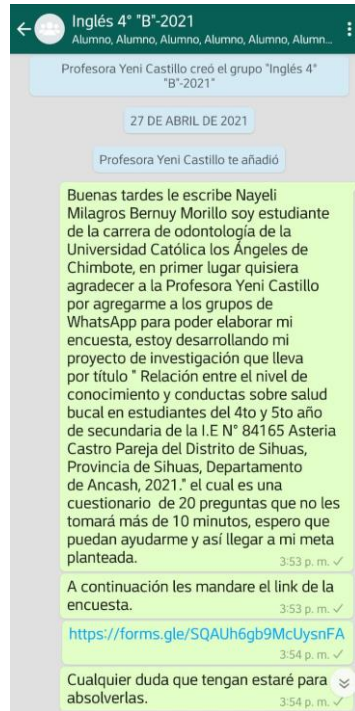 Inglés 4° "B"-2021
Alumno, Alumno, Alumno, Alumno, Alumno, Alumn...
Profesora Yeni Castillo creó el grupo "Inglés 4°
"B"-2021"
27 DE ABRIL DE 2021
Profesora Yeni Castillo te añadió
Buenas tardes le escribe Nayeli
Milagros Bernuy Morillo soy estudiante
de la carrera de odontología de la
Universidad Católica los Ángeles de
Chimbote, en primer lugar quisiera
agradecer a la Profesora Yeni Castillo
por agregarme a los grupos de
WhatsApp para poder elaborar mi
encuesta, estoy desarrollando mi
proyecto de investigación que lleva
por título " Relación entre el nivel de
conocimiento y conductas sobre salud
bucal en estudiantes del 4to y 5to año
de secundaria de la I.E N° 84165 Asteria
Castro Pareja del Distrito de Sihuas,
Provincia de Sihuas, Departamento
de Ancash, 2021." el cual es una
cuestionario de 20 preguntas que no les
tomará más de 10 minutos, espero que
puedan ayudarme y así llegar a mi meta
planteada.
3:53 p. m.
A continuación les mandare el link de la
encuesta.
3:53 p. m.
https://forms.gle/SQAUh6gb9McUysnFA
3:54 p. m.
Cualquier duda que tengan estaré para
absolverlas.
3:54 p. m.